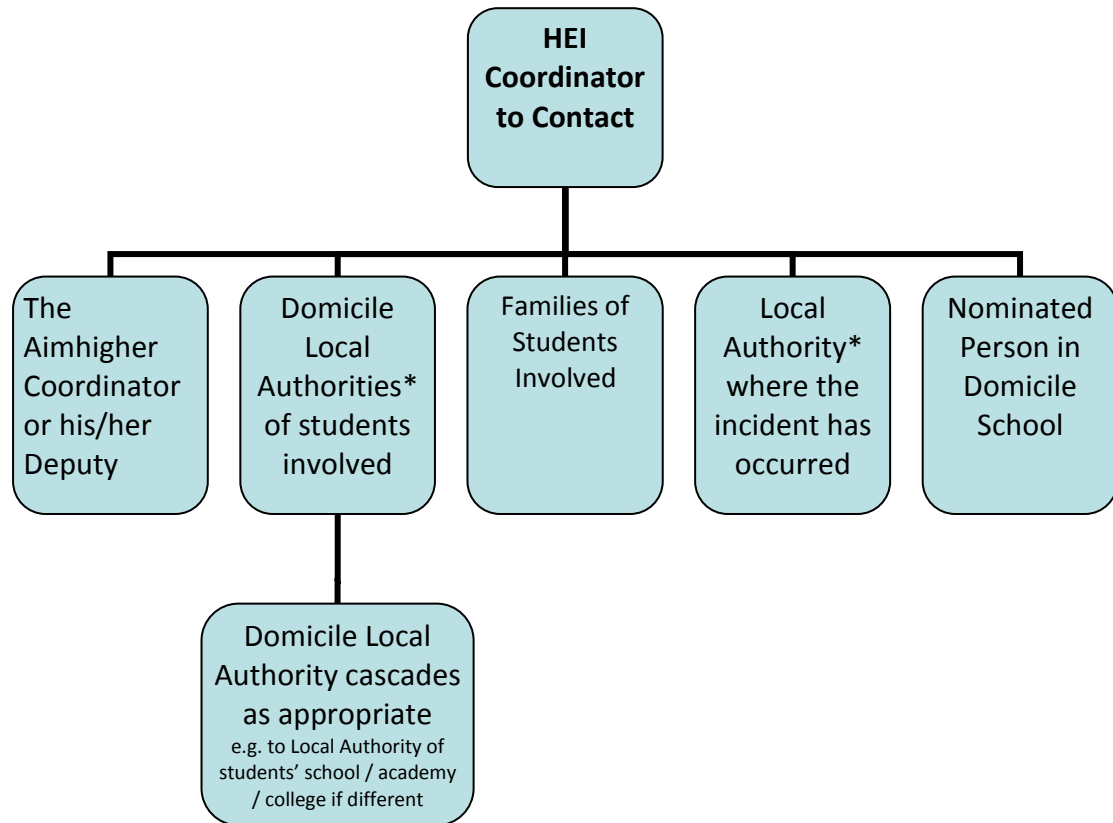 HEI
Coordinator
to Contact
The
Aimhigher
Coordinator
or his/her
Deputy
Domicile
Local
Authorities*
of students
involved
Families of
Students
Involved
Local
Authority*
where the
incident has
occurred
Nominated
Person in
Domicile
School
Domicile Local
Authority cascades
as appropriate
e.g. to Local Authority of
students’ school / academy
/ college if different